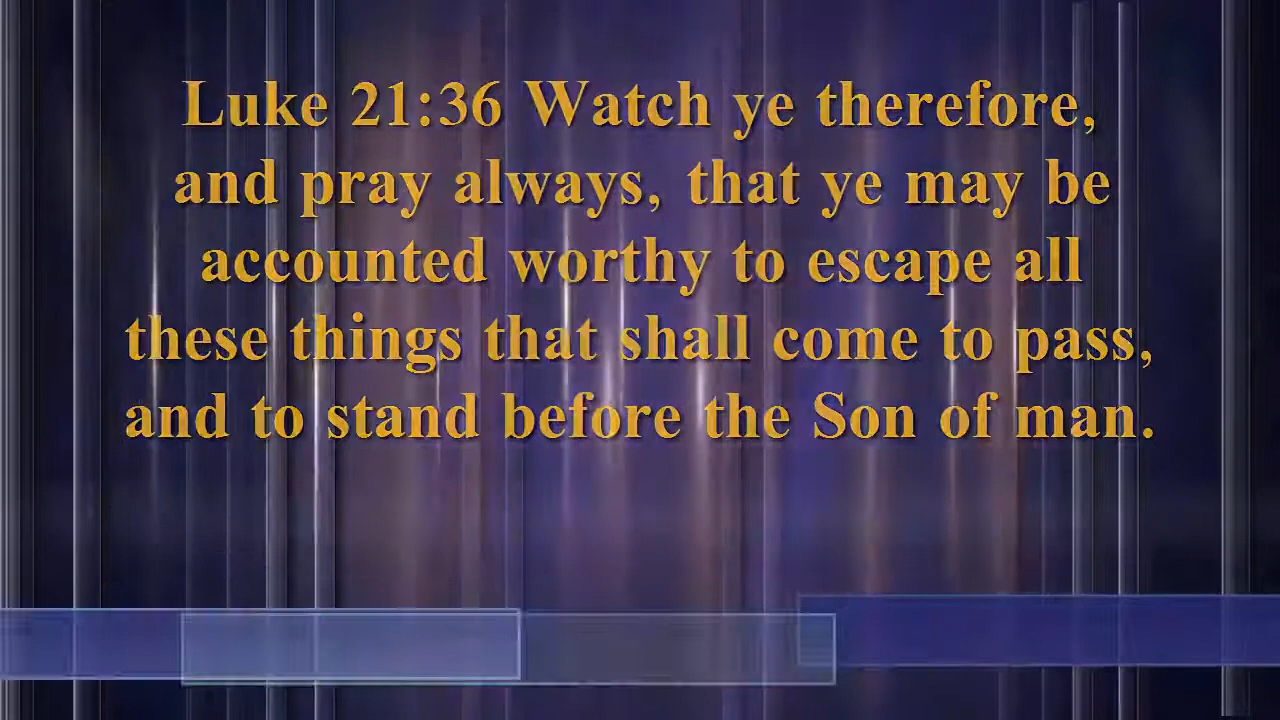 Luke 21:36 Watch ye therefore,
and pray always, that ye may be
accounted worthy to escape all
these things that shall come to pass,
and to stand before the Son of man.